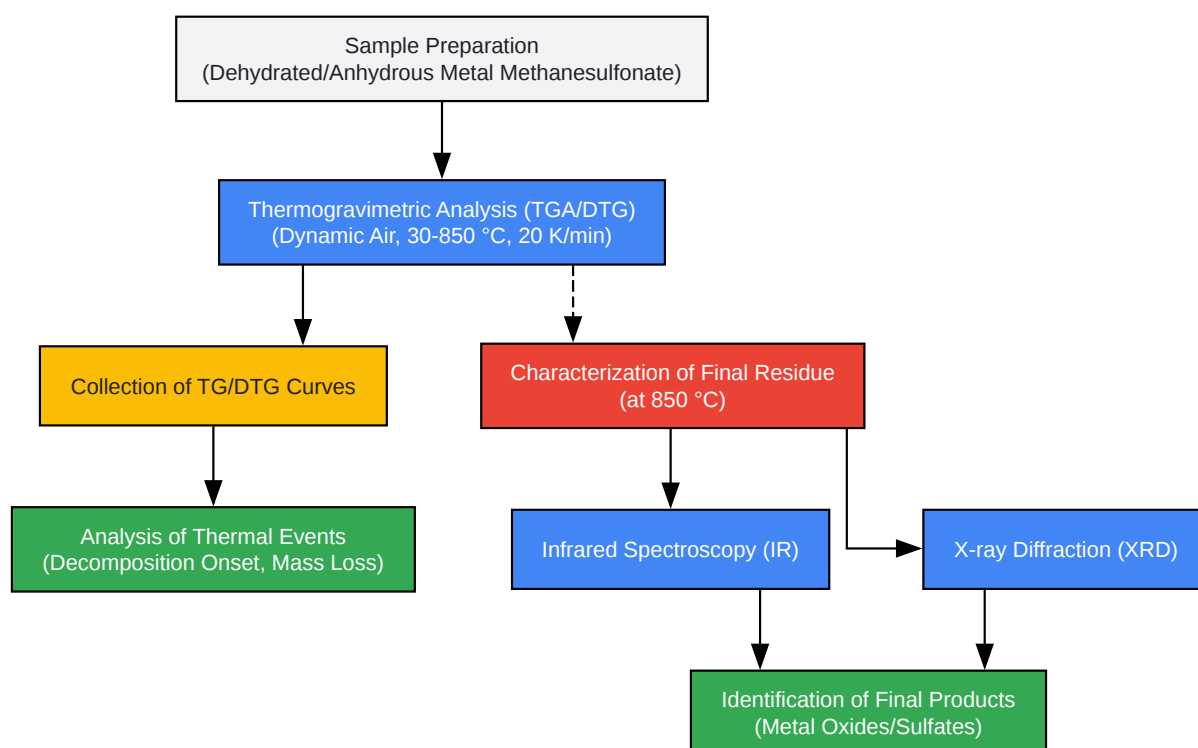 Sample Preparation
(Dehydrated/Anhydrous Metal Methanesulfonate)
Thermogravimetric Analysis (TGA/DTG)
(Dynamic Air, 30-850 °C, 20 K/min)
Collection of TG/DTG Curves
Characterization of Final Residue
(at 850 °C)
Analysis of Thermal Events
(Decomposition Onset, Mass Loss)
Infrared Spectroscopy (IR)
X-ray Diffraction (XRD)
Identification of Final Products
(Metal Oxides/Sulfates)